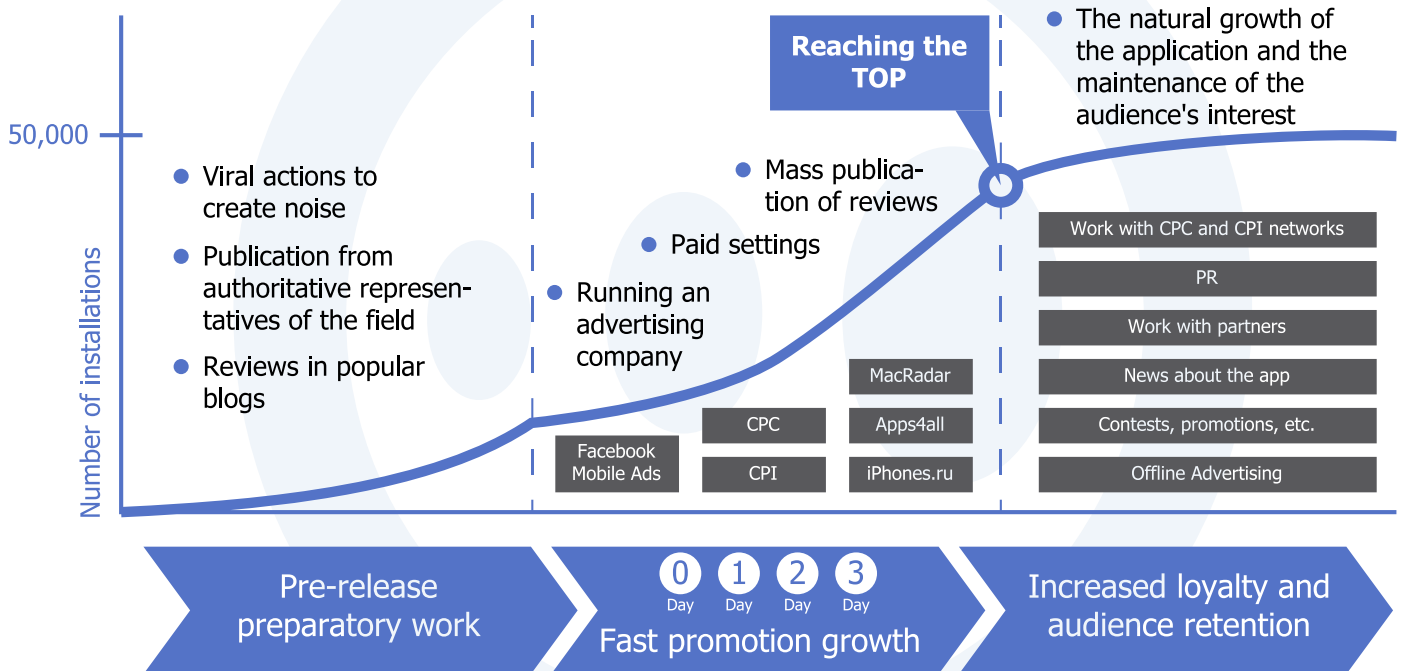 50,000
Number of installations
Viral actions to
create noise
Publication from
authoritative represen-
tatives of the field
Reviews in popular
blogs
Running an
advertising
company
Paid settings
Mass publica-
tion of reviews
Reaching the
TOP
The natural growth of
the application and the
maintenance of the
audience's interest
Facebook
Mobile Ads
CPC
CPI
MacRadar
Apps4all
iPhones.ru
Work with CPC and CPI networks
PR
Work with partners
News about the app
Contests, promotions, etc.
Offline Advertising
Pre-release
preparatory work
0 1 2 3
Day Day Day Day
Fast promotion growth
Increased loyalty and
audience retention